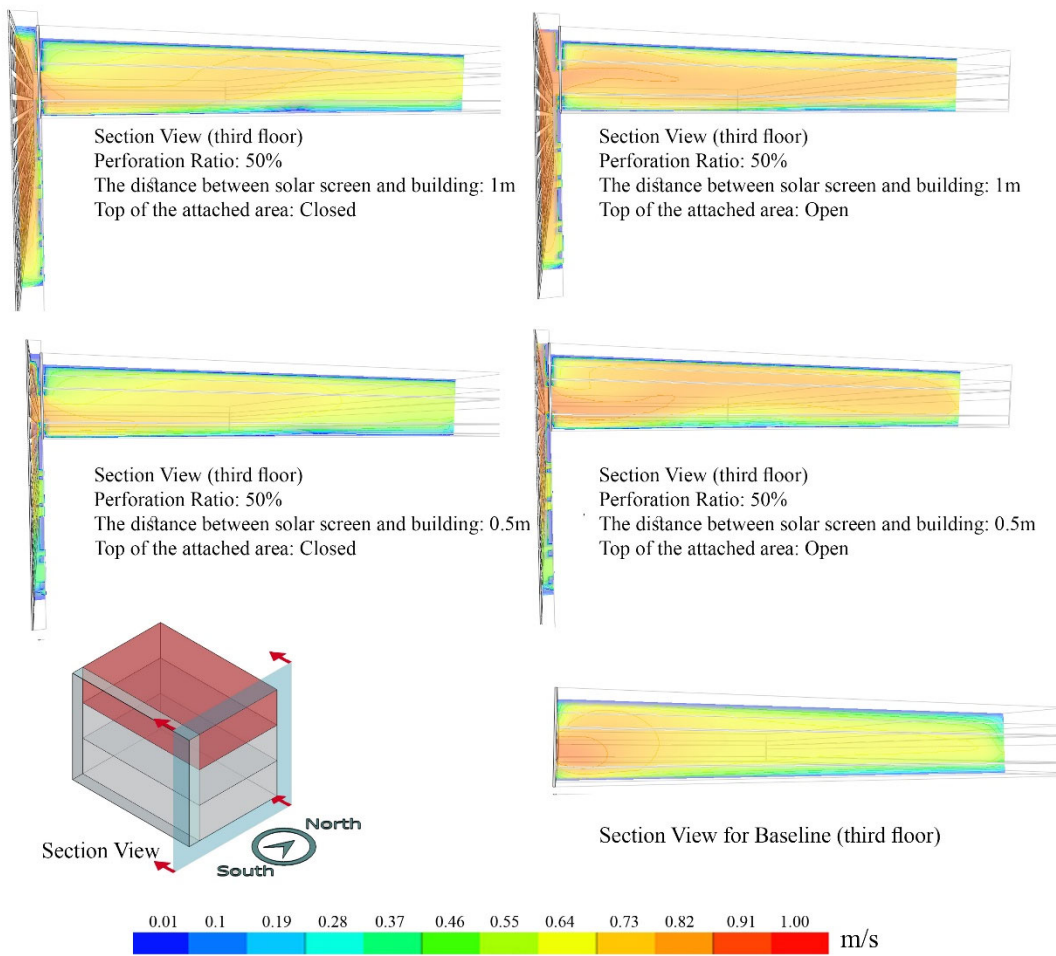 Section View (third floor)
Perforation Ratio: 50%
The distance between solar screen and building: 1m
Top of the attached area: Closed
Section View (third floor)
Perforation Ratio: 50%
The distance between solar screen and building: 1m
Top of the attached area: Open
Section View (third floor)
Perforation Ratio: 50%
The distance between solar screen and building: 0.5m
Top of the attached area: Closed
Section View (third floor)
Perforation Ratio: 50%
The distance between solar screen and building: 0.5m
Top of the attached area: Open
Section View
North
South
Section View for Baseline (third floor)
0.01 0.1 0.19 0.28 0.37 0.46 0.55 0.64 0.73 0.82 0.91 1.00
m/s